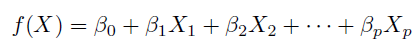 f(X) = β₀ + β₁X₁ + β₂X₂ + ⋯ + βₚXₚ